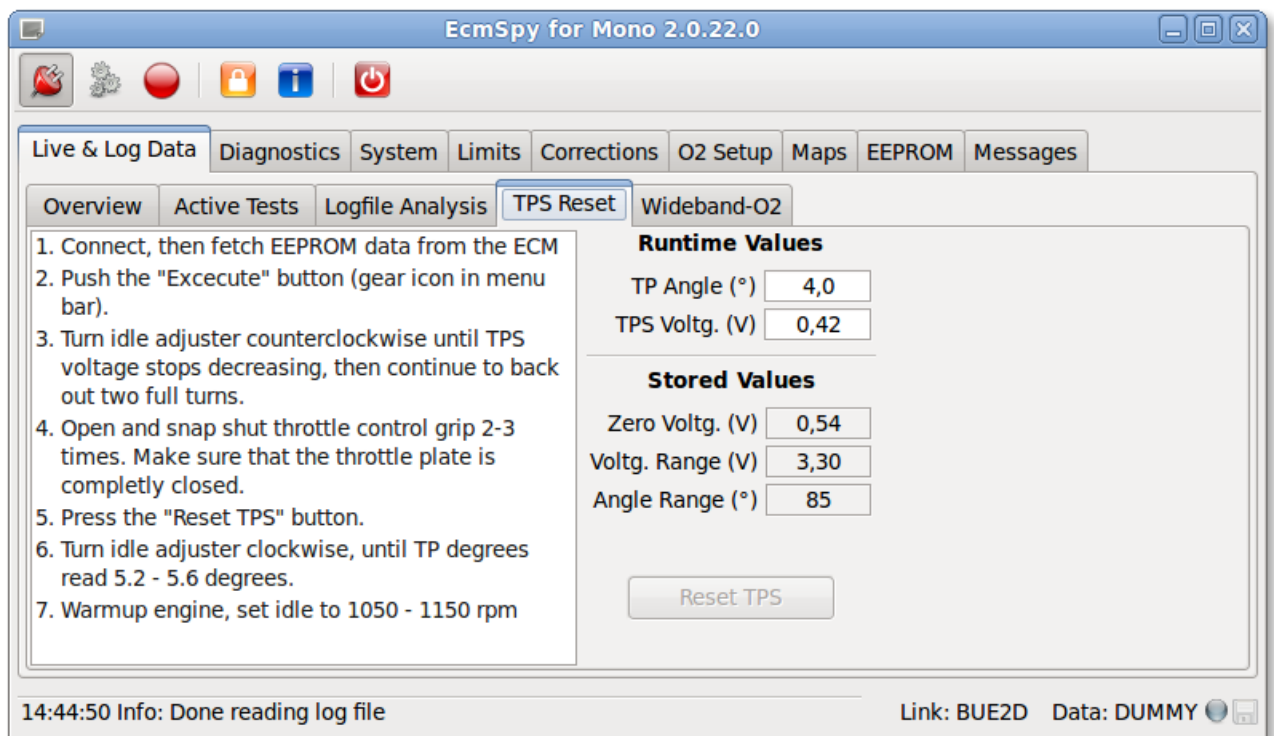 EcmSpy for Mono 2.0.22.0
Live & Log Data Diagnostics System Limits Corrections O2 Setup Maps EEPROM Messages
Overview Active Tests Logfile Analysis TPS Reset Wideband-O2
1. Connect, then fetch EEPROM data from the ECM
2. Push the "Excecute" button (gear icon in menu
bar).
3. Turn idle adjuster counterclockwise until TPS
voltage stops decreasing, then continue to back
out two full turns.
4. Open and snap shut throttle control grip 2-3
times. Make sure that the throttle plate is
completly closed.
5. Press the "Reset TPS" button.
6. Turn idle adjuster clockwise, until TP degrees
read 5.2 - 5.6 degrees.
7. Warmup engine, set idle to 1050 - 1150 rpm
Runtime Values
TP Angle (°) 4,0
TPS Voltg. (V) 0,42
Stored Values
Zero Voltg. (V) 0,54
Voltg. Range (V) 3,30
Angle Range (°) 85
Reset TPS
14:44:50 Info: Done reading log file Link: BUE2D Data: DUMMY